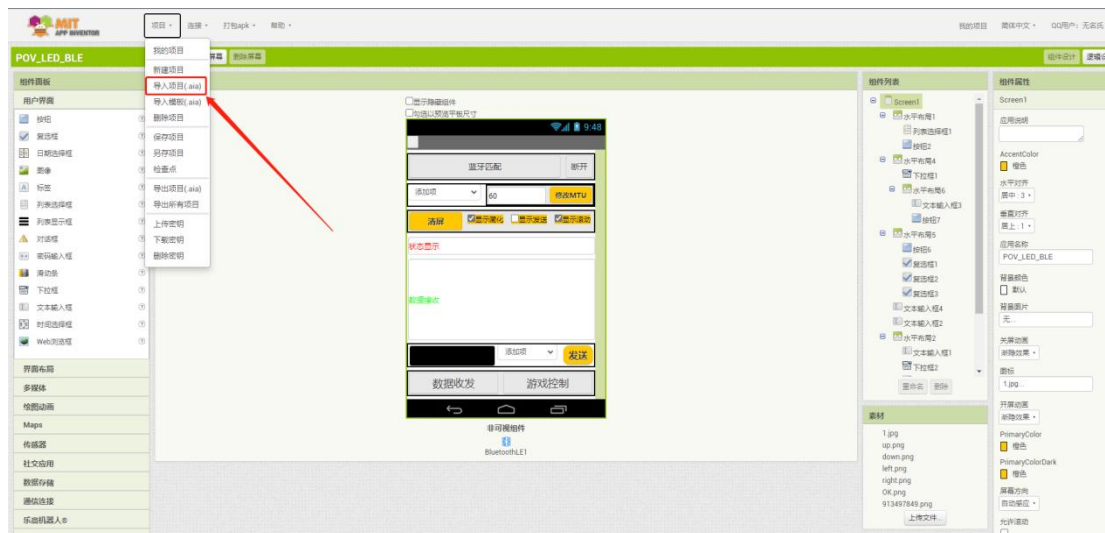 MIT
APP INVENTOR
项目
连接
打包apk
帮助
我的项目
简体中文
QQ用户：无名氏
POV_LED_BLE
屏幕
删除屏幕
组件设计
逻辑
我的项目
新建项目
导入项目(.aia)
导入模板(.aia)
删除项目
保存项目
另存项目
检查点
导出项目(.aia)
导出所有项目
上传密钥
下载密钥
删除密钥
组件面板
用户界面
按钮
复选框
日期选择框
图像
标签
列表选择框
列表显示框
对话框
密码输入框
滑动条
下拉框
文本输入框
时间选择框
Web浏览框
界面布局
多媒体
绘图动画
Maps
传感器
社交应用
数据存储
通信连接
乐高机器人®
显示隐藏组件
勾选以预览平板尺寸
9:48
蓝牙匹配
断开
添加项
60
修改MTU
清屏
显示简化
显示发送
显示滚动
状态显示
数据接收
添加项
发送
数据收发
游戏控制
非可视组件
BluetoothLE1
组件列表
Screen1
水平布局1
列表选择框1
按钮2
水平布局4
下拉框1
水平布局6
文本输入框3
按钮7
水平布局5
按钮6
复选框1
复选框2
复选框3
文本输入框4
文本输入框2
水平布局2
文本输入框1
下拉框2
重命名
删除
素材
1.jpg
up.png
down.png
left.png
right.png
OK.png
913497849.png
上传文件...
组件属性
Screen1
应用说明
AccentColor
橙色
水平对齐
居中 : 3
垂直对齐
居上 : 1
应用名称
POV_LED_BLE
背景颜色
默认
背景图片
无...
关屏动画
渐隐效果
图标
1.jpg...
开屏动画
渐隐效果
PrimaryColor
橙色
PrimaryColorDark
橙色
屏幕方向
自动感应
允许滚动